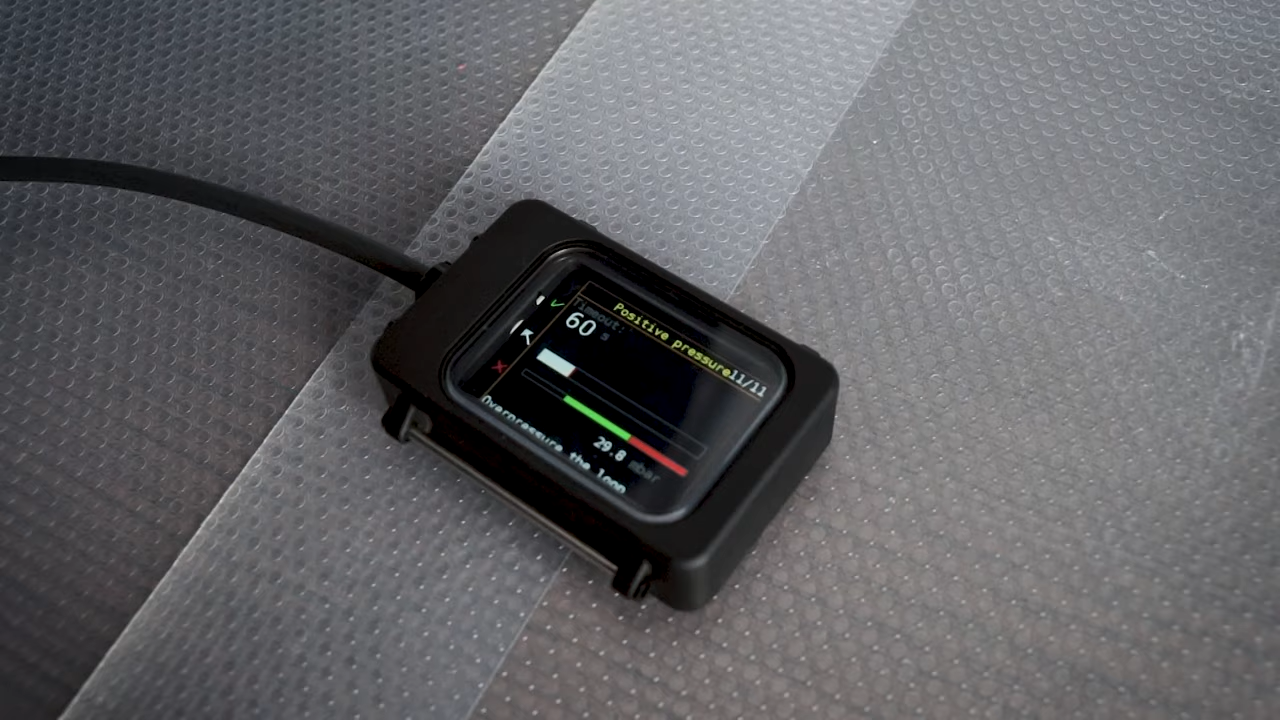 Positive pressure11/11
Timeout:
60 s
29.8 mbar
Overpressure the loop